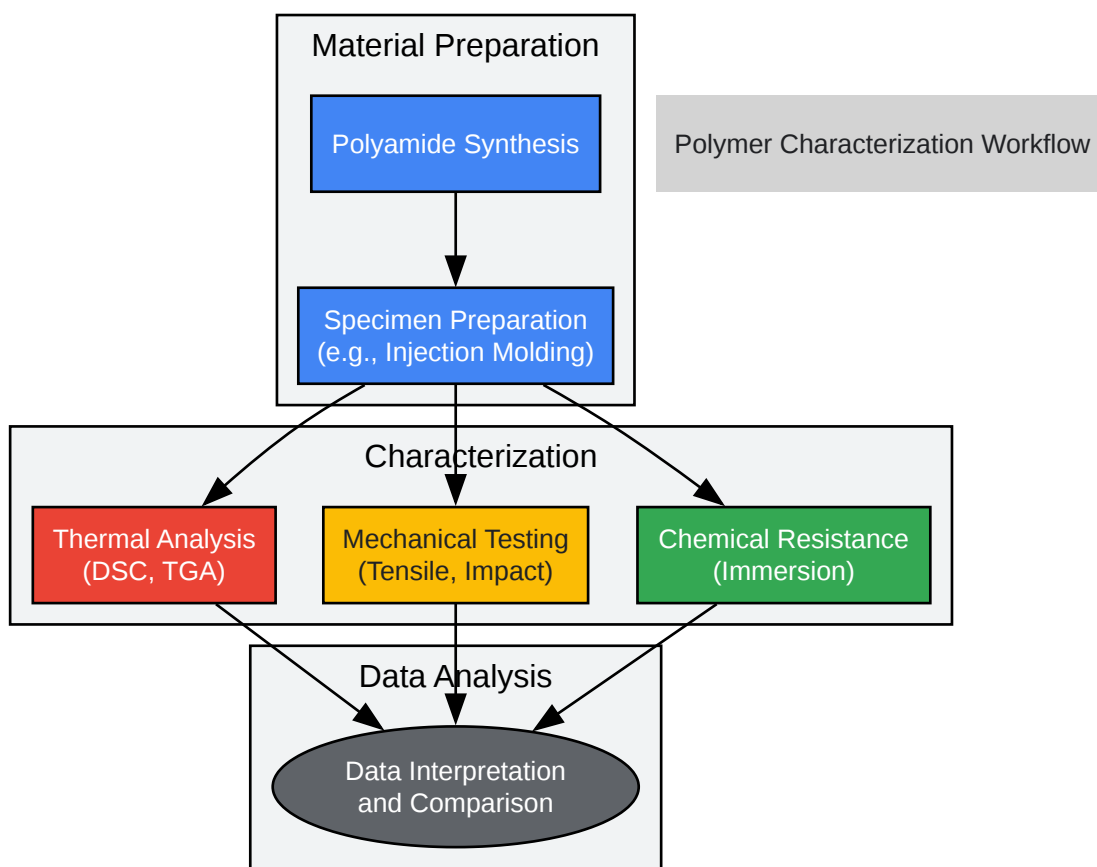 Material Preparation
Polyamide Synthesis
Polymer Characterization Workflow
Specimen Preparation
(e.g., Injection Molding)
Characterization
Thermal Analysis
(DSC, TGA)
Mechanical Testing
(Tensile, Impact)
Chemical Resistance
(Immersion)
Data Analysis
Data Interpretation
and Comparison